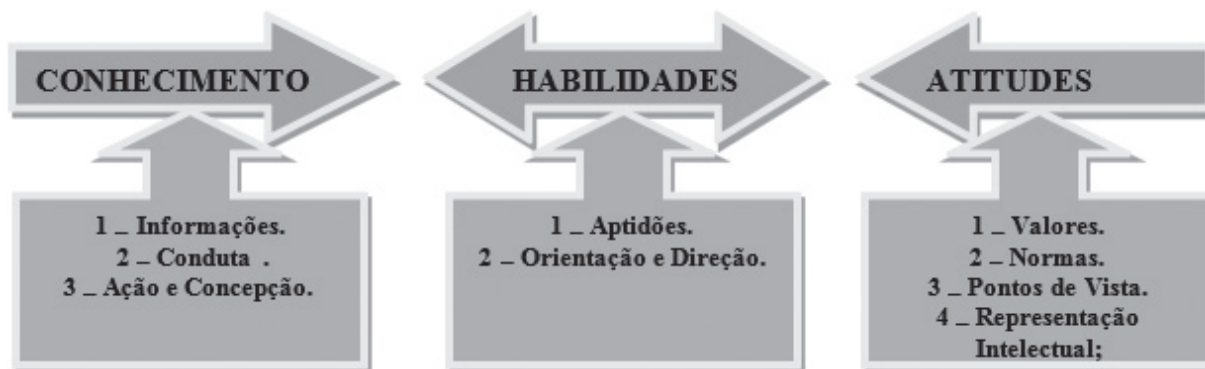 CONHECIMENTO
1 _ Informações.
2 – Conduta .
3 _ Ação e Concepção.
HABILIDADES
1 _ Aptidões.
2 – Orientação e Direção.
ATITUDES
1 _ Valores.
2 – Normas.
3 _ Pontos de Vista.
4 _ Representação
Intelectual;